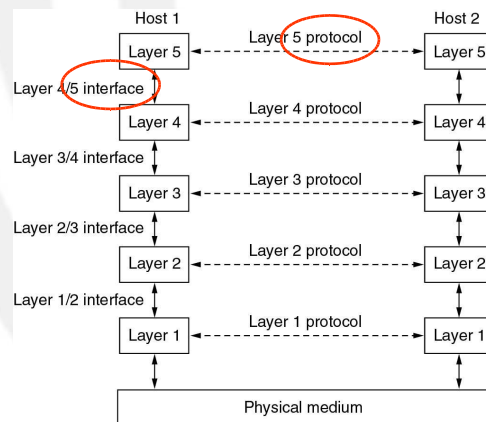 Host 1
Host 2
Layer 5
Layer 5 protocol
Layer 5
Layer 4/5 interface
Layer 4
Layer 4 protocol
Layer 4
Layer 3/4 interface
Layer 3
Layer 3 protocol
Layer 3
Layer 2/3 interface
Layer 2
Layer 2 protocol
Layer 2
Layer 1/2 interface
Layer 1
Layer 1 protocol
Layer 1
Physical medium